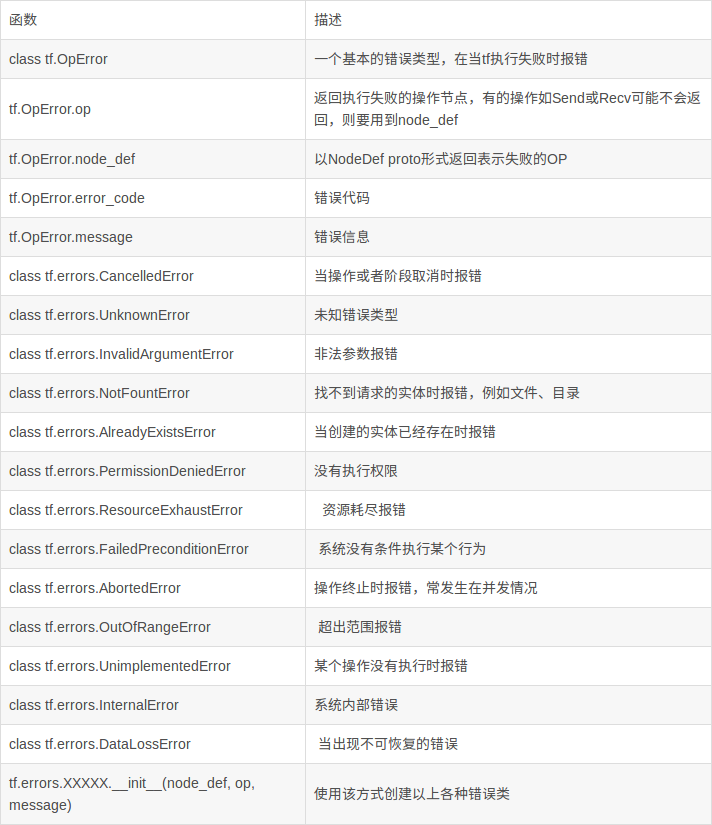 函数 描述
class tf.OpError 一个基本的错误类型，在当tf执行失败时报错
tf.OpError.op 返回执行失败的操作节点，有的操作如Send或Recv可能不会返
回，则要用到node_def
tf.OpError.node_def 以NodeDef proto形式返回表示失败的OP
tf.OpError.error_code 错误代码
tf.OpError.message 错误信息
class tf.errors.CancelledError 当操作或者阶段取消时报错
class tf.errors.UnknownError 未知错误类型
class tf.errors.InvalidArgumentError 非法参数报错
class tf.errors.NotFountError 找不到请求的实体时报错，例如文件、目录
class tf.errors.AlreadyExistsError 当创建的实体已经存在时报错
class tf.errors.PermissionDeniedError 没有执行权限
class tf.errors.ResourceExhaustError 资源耗尽报错
class tf.errors.FailedPreconditionError 系统没有条件执行某个行为
class tf.errors.AbortedError 操作终止时报错，常发生在并发情况
class tf.errors.OutOfRangeError 超出范围报错
class tf.errors.UnimplementedError 某个操作没有执行时报错
class tf.errors.InternalError 系统内部错误
class tf.errors.DataLossError 当出现不可恢复的错误
tf.errors.XXXXX.__init__(node_def, op,
message) 使用该方式创建以上各种错误类